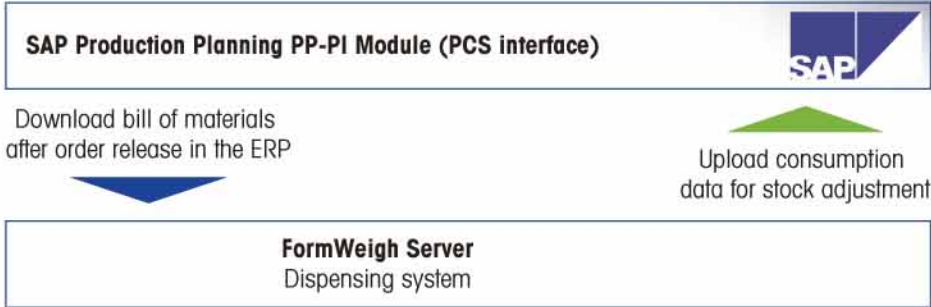 SAP Production Planning PP-PI Module (PCS interface)
SAP
Download bill of materials
after order release in the ERP
Upload consumption
data for stock adjustment
FormWeigh Server
Dispensing system